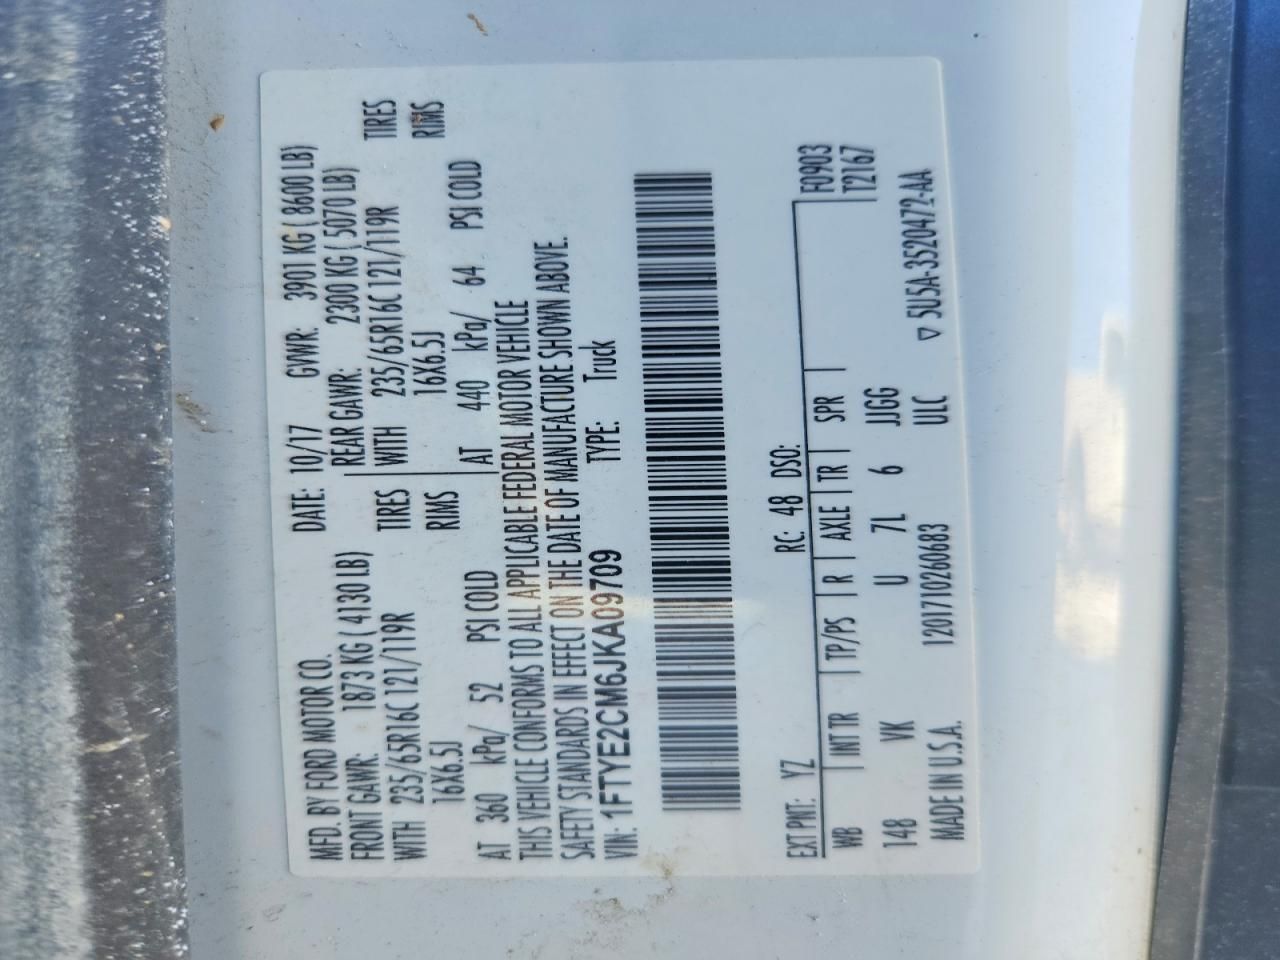 MFD. BY FORD MOTOR CO. DATE: 10/17 GVWR: 3901 KG ( 8600 LB)
FRONT GAWR: 1873 KG ( 4130 LB) REAR GAWR: 2300 KG ( 5070 LB)
WITH 235/65R16C 121/119R TIRES WITH 235/65R16C 121/119R TIRES
16X6.5J RIMS 16X6.5J RIMS
AT 360 kPa/ 52 PSI COLD AT 440 kPa/ 64 PSI COLD
THIS VEHICLE CONFORMS TO ALL APPLICABLE FEDERAL MOTOR VEHICLE
SAFETY STANDARDS IN EFFECT ON THE DATE OF MANUFACTURE SHOWN ABOVE.
VIN: 1FTYE2CM6JKA09709 TYPE: Truck
EXT PNT: YZ RC: 48 DSO: F0903
WB INT TR TP/PS R AXLE TR SPR T2167
148 VK U 7L 6 JJGG
MADE IN U.S.A. 1201710260683 ULC ▽ 5U5A-3520472-AA